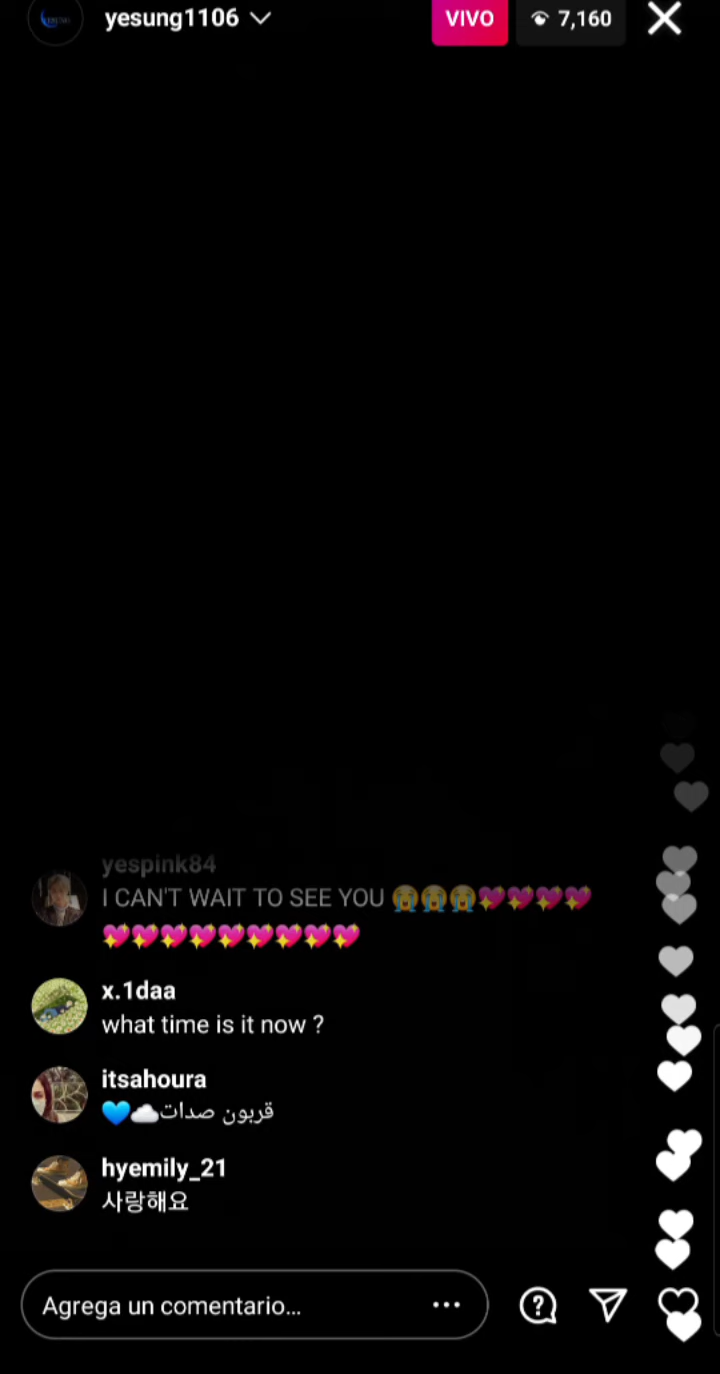 yesung1106
VIVO
7,160
yespink84
I CAN'T WAIT TO SEE YOU 😭😭😭💖💖💖💖
💖💖💖💖💖💖💖💖💖
x.1daa
what time is it now ?
itsahoura
قربون صدات☁️💙
hyemily_21
사랑해요
Agrega un comentario...